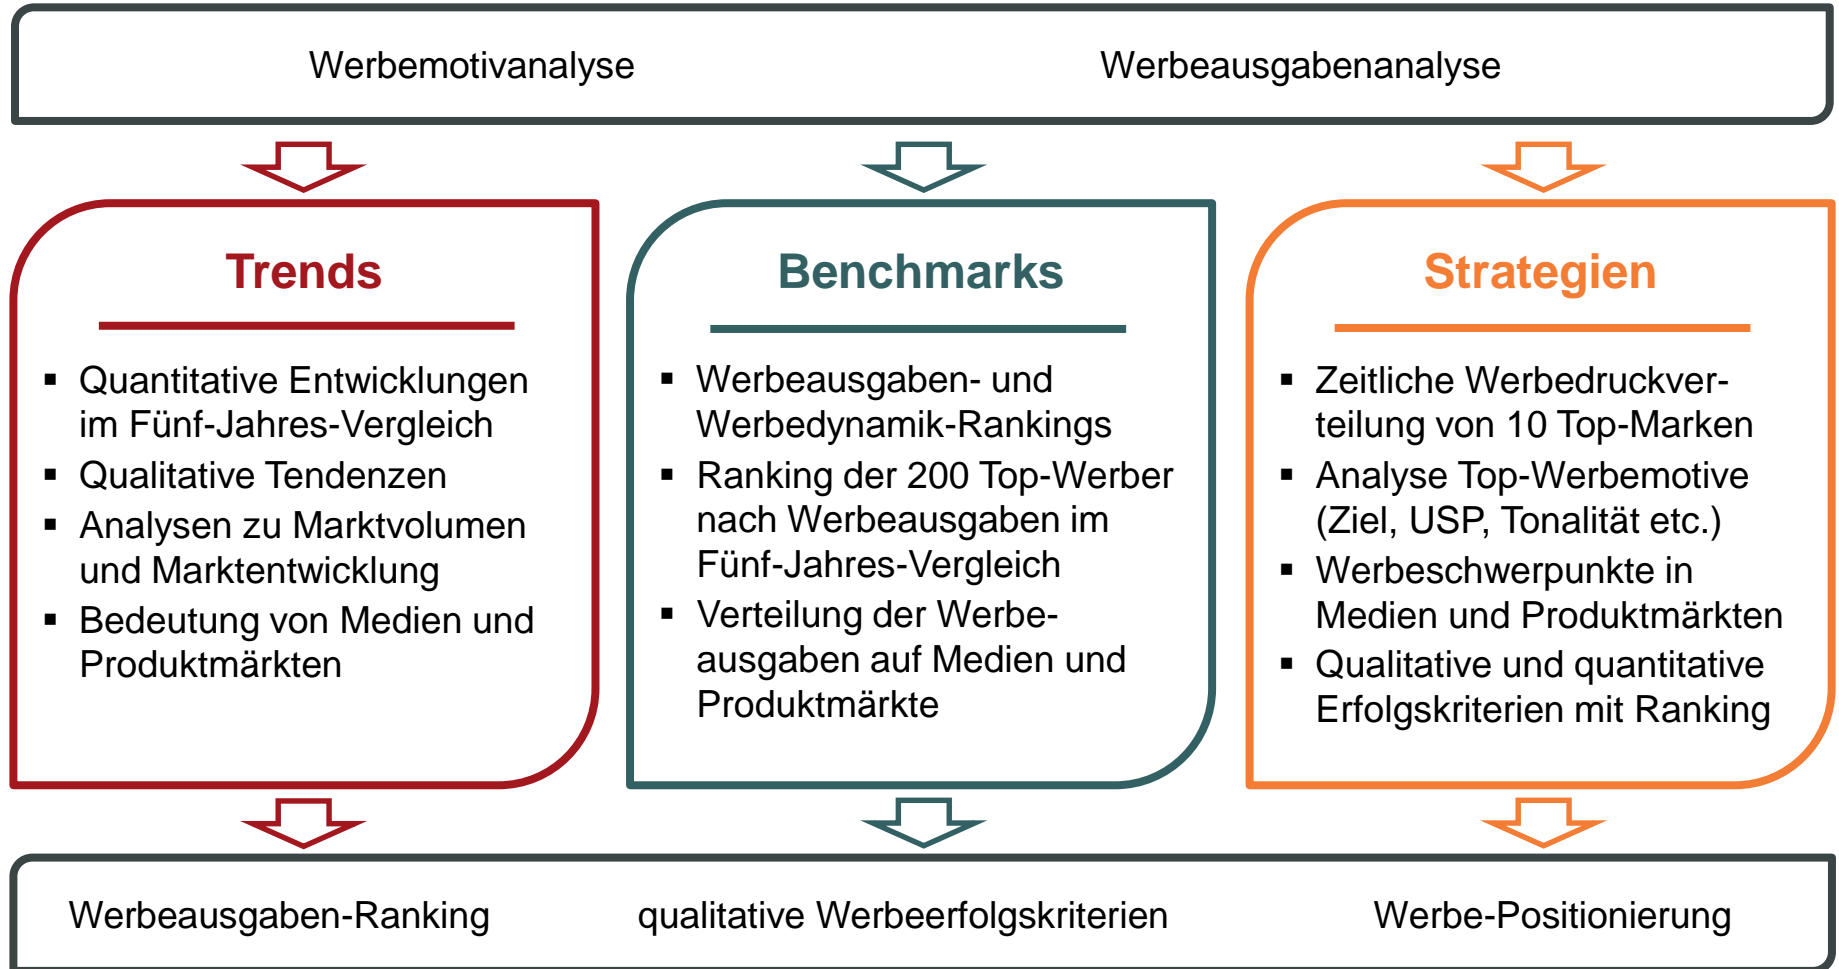 Werbemotivanalyse
Werbeausgabenanalyse
Trends
▪ Quantitative Entwicklungen
im Fünf-Jahres-Vergleich
▪ Qualitative Tendenzen
▪ Analysen zu Marktvolumen
und Marktentwicklung
▪ Bedeutung von Medien und
Produktmärkten
Benchmarks
▪ Werbeausgaben- und
Werbedynamik-Rankings
▪ Ranking der 200 Top-Werber
nach Werbeausgaben im
Fünf-Jahres-Vergleich
▪ Verteilung der Werbe-
ausgaben auf Medien und
Produktmärkte
Strategien
▪ Zeitliche Werbedruckver-
teilung von 10 Top-Marken
▪ Analyse Top-Werbemotive
(Ziel, USP, Tonalität etc.)
▪ Werbeschwerpunkte in
Medien und Produktmärkten
▪ Qualitative und quantitative
Erfolgskriterien mit Ranking
Werbeausgaben-Ranking
qualitative Werbeerfolgskriterien
Werbe-Positionierung